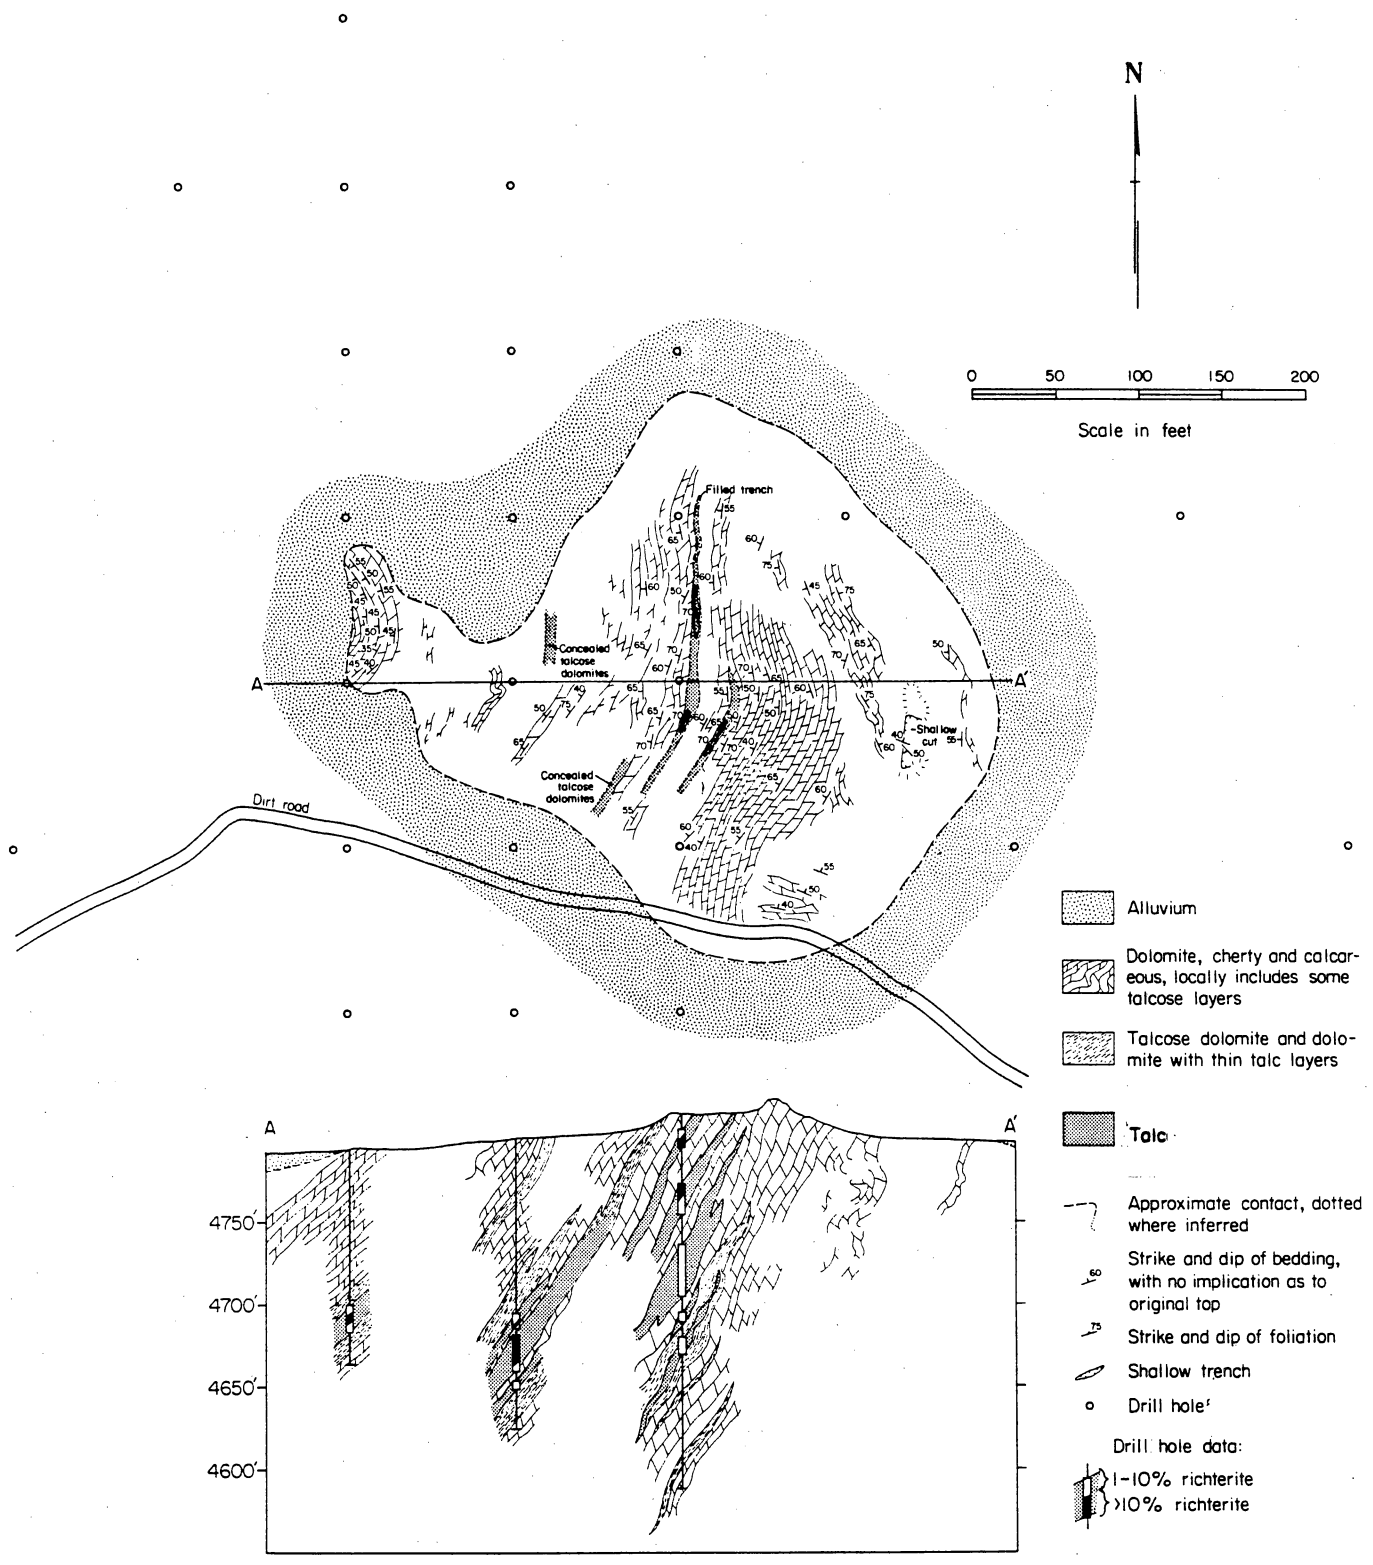 N
0 50 100 150 200
Scale in feet
Filled trench
55
65
60
75
60
60
50
70
45
75
55
50
50
55
45
45
50
45
35
45
40
Concealed
talcose
dolomites
65
70
60
70
65
70
50
A
A'
40
65
55
50
60
50
75
50
75
65
70
60
65
50
70
70
40
60
40
50
Shallow
cut
55
65
Concealed
talcose
dolomites
65
60
55
60
55
40
Dirt road
55
50
40
Alluvium
Dolomite, cherty and calcar-
eous, locally includes some
talcose layers
Talcose dolomite and dolo-
mite with thin talc layers
Talc
Approximate contact, dotted
where inferred
60
Strike and dip of bedding,
with no implication as to
original top
75
Strike and dip of foliation
Shallow trench
Drill hole
Drill hole data:
1-10% richterite
>10% richterite
A
A'
4750'
4700'
4650'
4600'